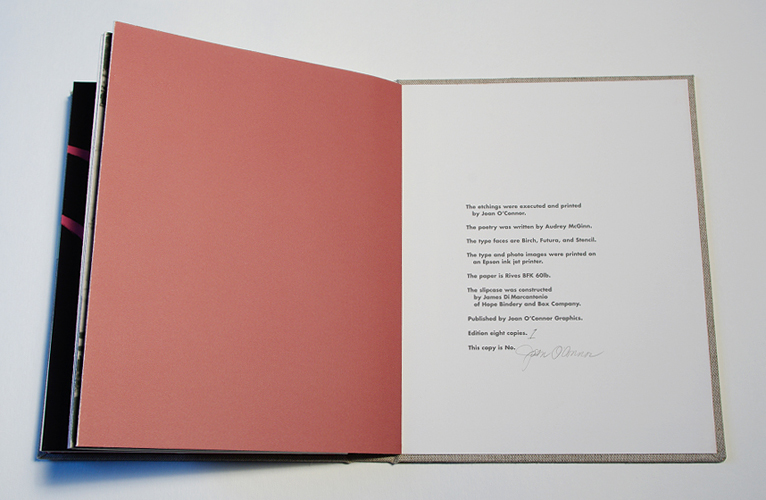 The etchings were executed and printed
by Joan O'Connor.
The poetry was written by Audrey McGinn.
The type faces are Birch, Futura, and Stencil.
The type and photo images were printed on
an Epson ink jet printer.
The paper is Rives BFK 60lb.
The slipcase was constructed
by James Di Marcantonio
of Hope Bindery and Box Company.
Published by Joan O'Connor Graphics.
Edition eight copies. 1
This copy is No.
Joan O'Connor